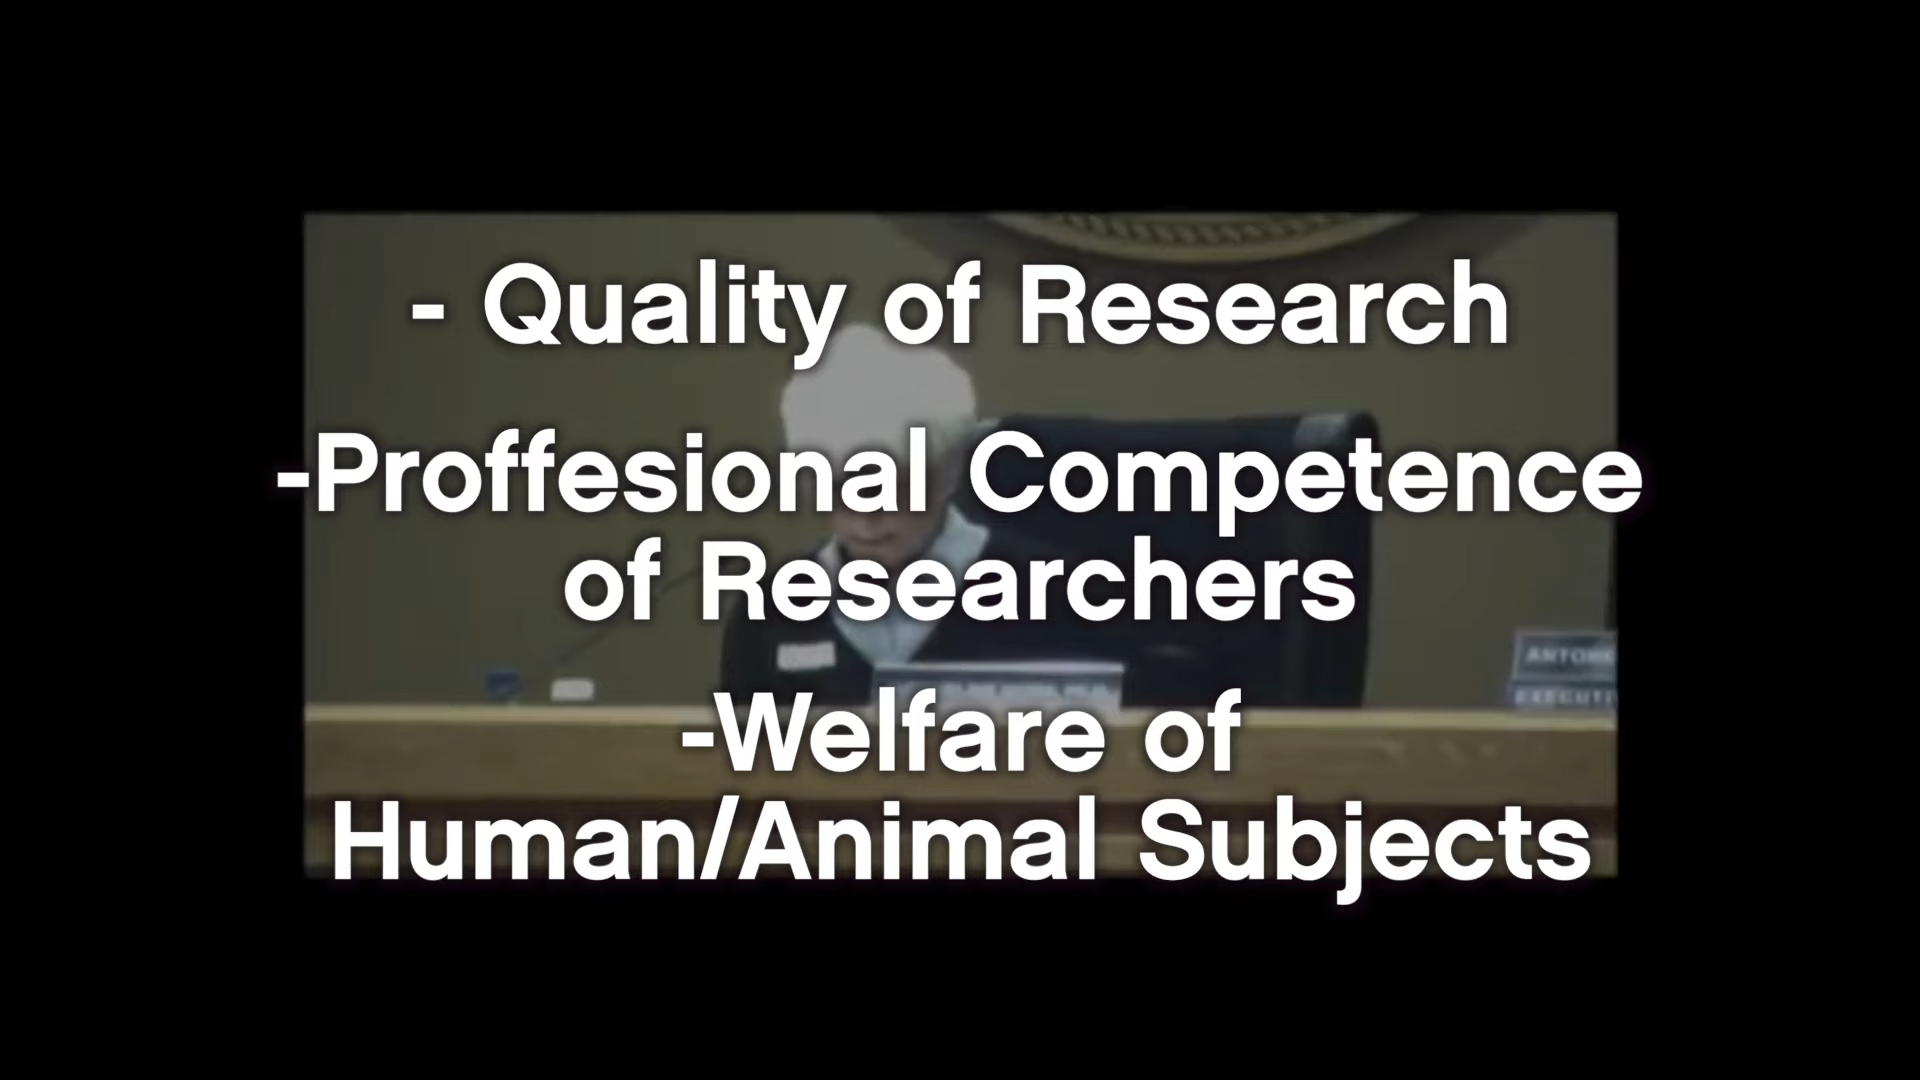 - Quality of Research
-Proffesional Competence
of Researchers
-Welfare of
Human/Animal Subjects